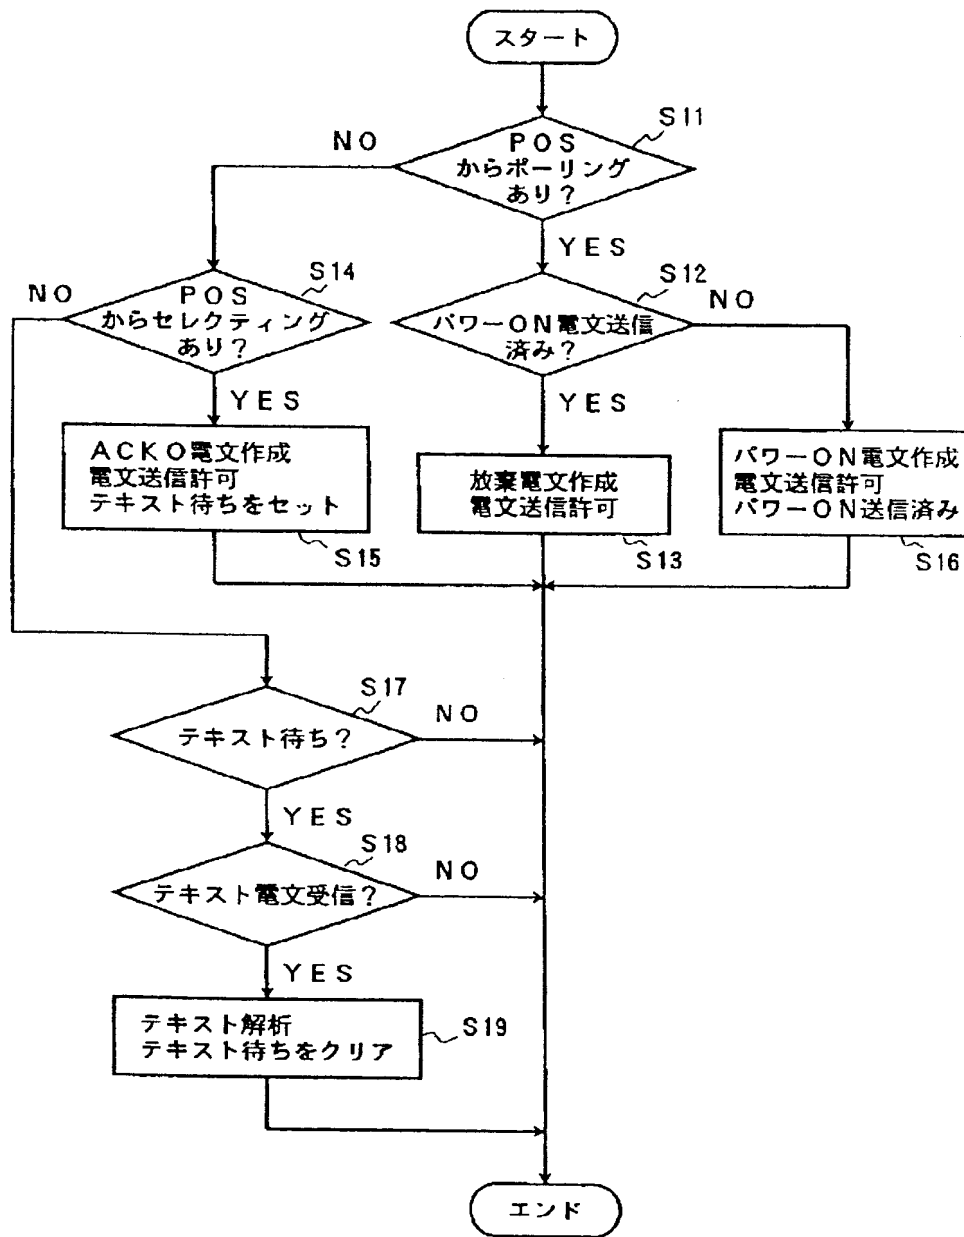 スタート
S11
NO
POS
からポーリング
あり?
YES
S14
NO
POS
からセレクティング
あり?
YES
S12
NO
パワーON電文送信
済み?
YES
ACKO電文作成
電文送信許可
テキスト待ちをセット
S15
放棄電文作成
電文送信許可
S13
パワーON電文作成
電文送信許可
パワーON送信済み
S16
S17
NO
テキスト待ち?
YES
S18
NO
テキスト電文受信?
YES
テキスト解析
テキスト待ちをクリア
S19
エンド